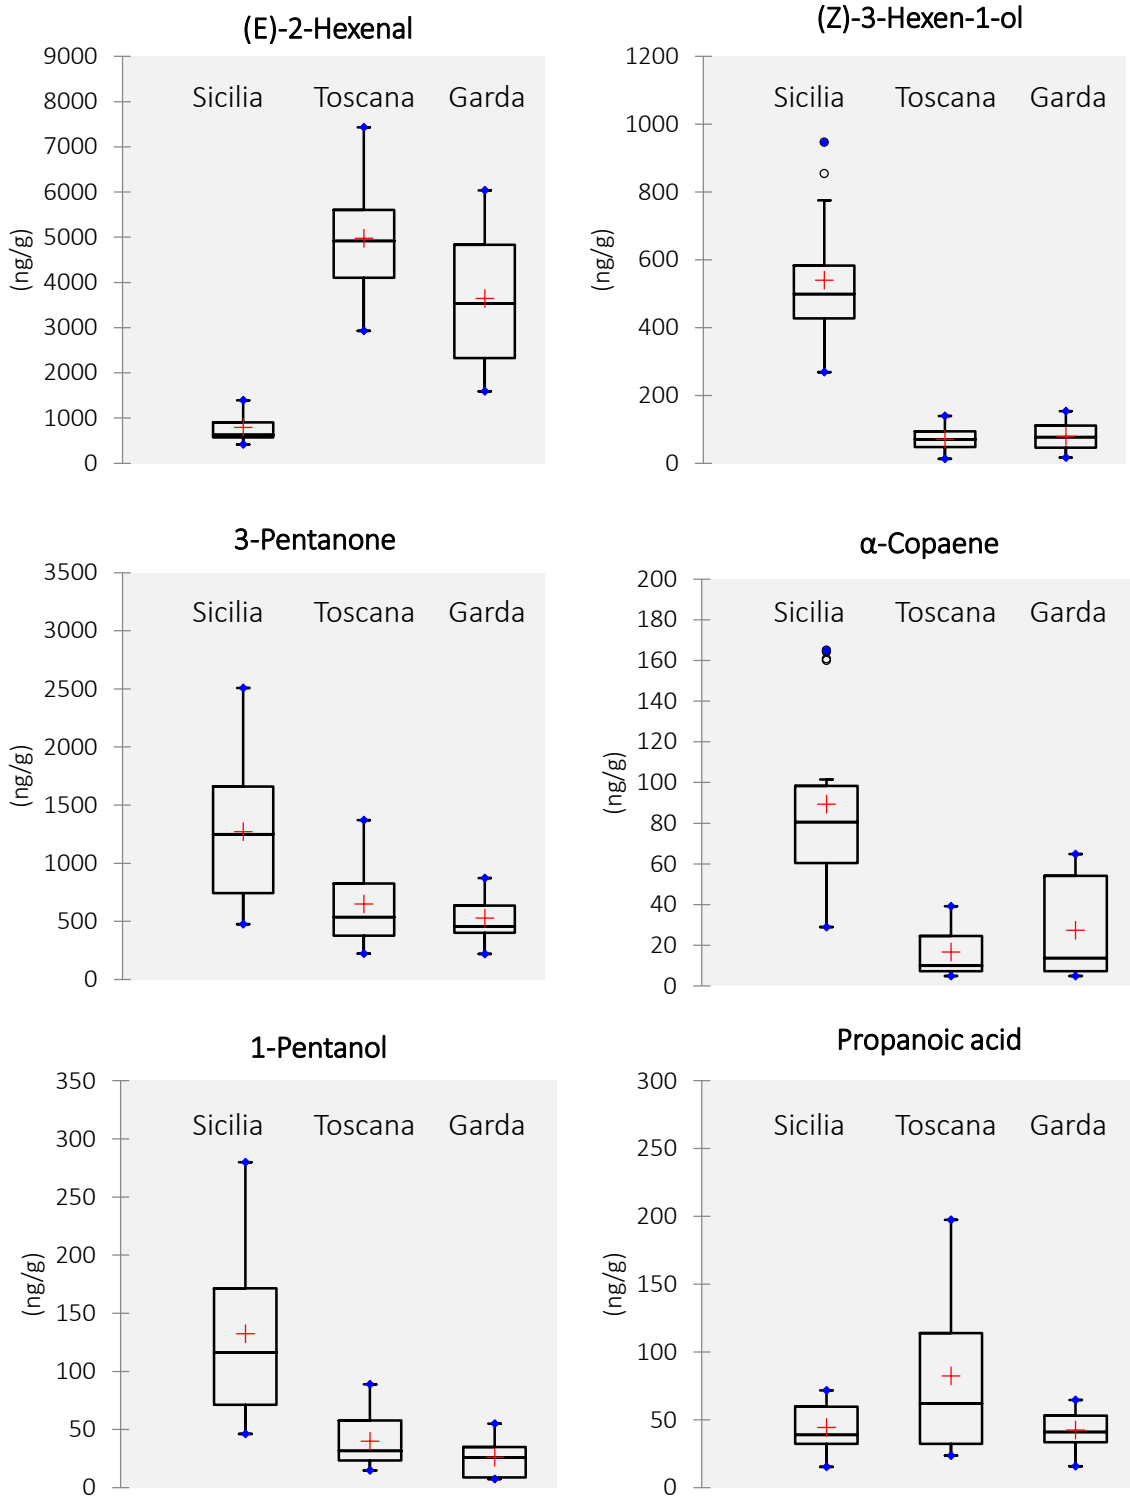 (E)-2-Hexenal
9000
8000
7000
6000
5000
4000
3000
2000
1000
0
(ng/g)
Sicilia Toscana Garda
(Z)-3-Hexen-1-ol
1200
1000
800
600
400
200
0
(ng/g)
Sicilia Toscana Garda
3-Pentanone
3500
3000
2500
2000
1500
1000
500
0
(ng/g)
Sicilia Toscana Garda
α-Copaene
200
180
160
140
120
100
80
60
40
20
0
(ng/g)
Sicilia Toscana Garda
1-Pentanol
350
300
250
200
150
100
50
0
(ng/g)
Sicilia Toscana Garda
Propanoic acid
300
250
200
150
100
50
0
(ng/g)
Sicilia Toscana Garda